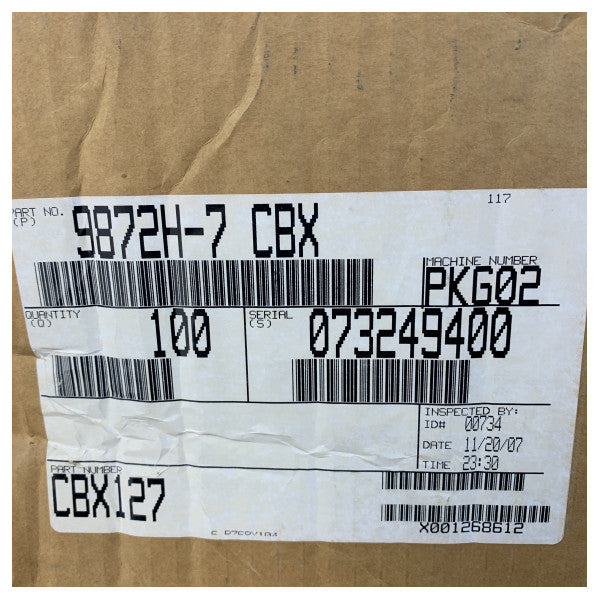 117
PART NO.
(P)
9872H-7 CBX
MACHINE NUMBER
PKG02
QUANTITY
(Q)
100
SERIAL
(S)
073249400
INSPECTED BY:
ID# 00734
DATE 11/20/07
TIME 23:30
PART NUMBER
CBX127
X001268612